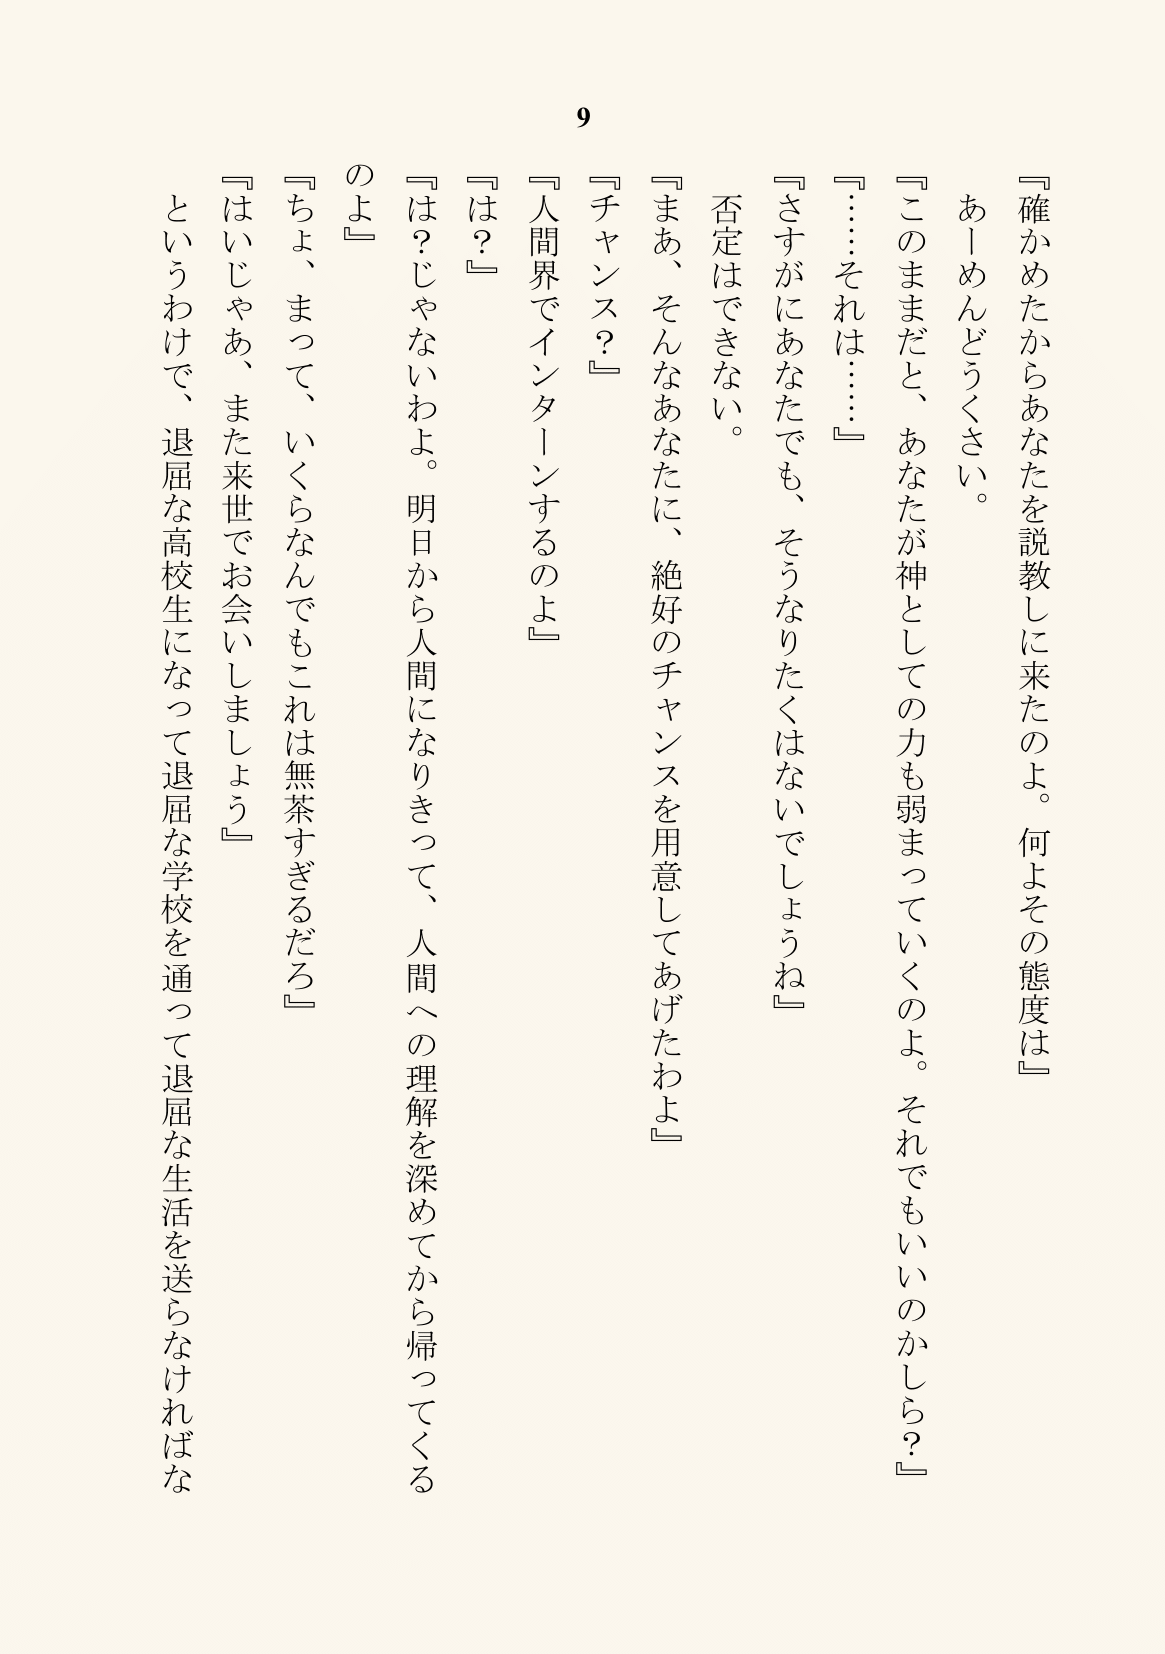 9
『確かめたからあなたを説教しに来たのよ。何よその態度は』
あーめんどうくさい。
『このままだと、あなたが神としての力も弱まっていくのよ。それでもいいのかしら？』
『……それは……』
『さすがにあなたでも、そうなりたくはないでしょうね』
否定はできない。
『まあ、そんなあなたに、絶好のチャンスを用意してあげたわよ』
『チャンス？』
『人間界でインターンするのよ』
『は？』
『は？じゃないわよ。明日から人間になりきって、人間への理解を深めてから帰ってくる
のよ』
『ちょ、まって、いくらなんでもこれは無茶すぎるだろ』
『はいじゃあ、また来世でお会いしましょう』
というわけで、退屈な高校生になって退屈な学校を通って退屈な生活を送らなければな